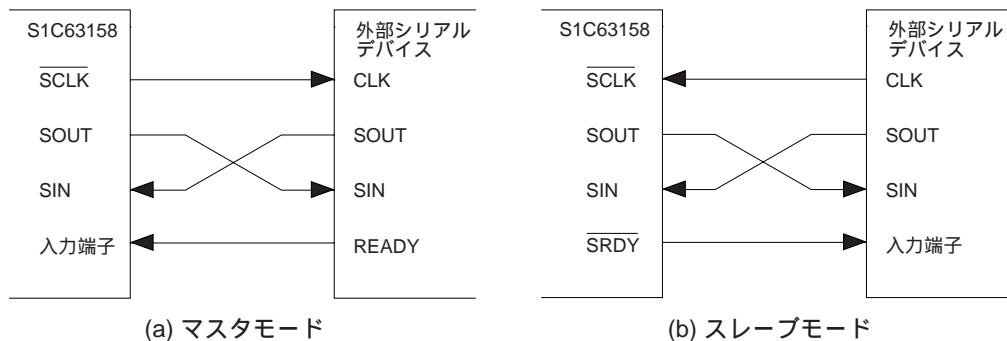 S1C63158
外部シリアル
デバイス
SCLK
CLK
SOUT
SOUT
SIN
SIN
入力端子
READY
(a) マスタモード
S1C63158
外部シリアル
デバイス
SCLK
CLK
SOUT
SOUT
SIN
SIN
SRDY
入力端子
(b) スレーブモード